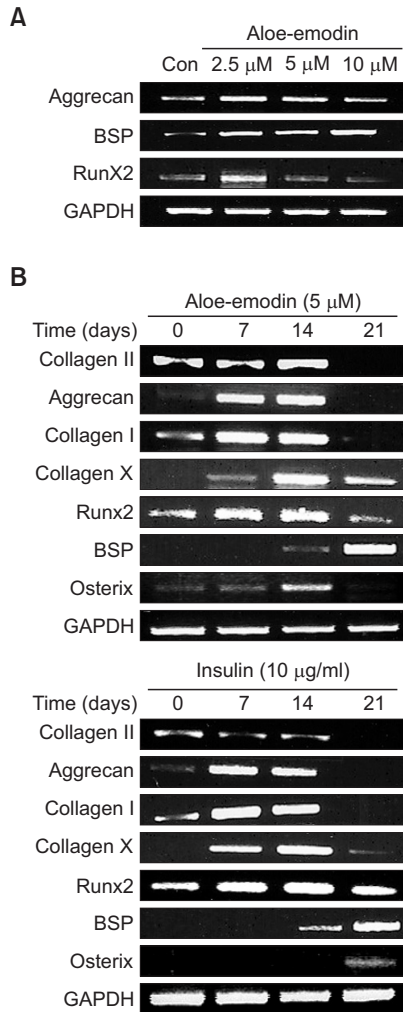 A
Aloe-emodin
Con 2.5 μM 5 μM 10 μM
Aggrecan
BSP
RunX2
GAPDH
B
Aloe-emodin (5 μM)
Time (days) 0 7 14 21
Collagen II
Aggrecan
Collagen I
Collagen X
Runx2
BSP
Osterix
GAPDH
Insulin (10 μg/ml)
Time (days) 0 7 14 21
Collagen II
Aggrecan
Collagen I
Collagen X
Runx2
BSP
Osterix
GAPDH